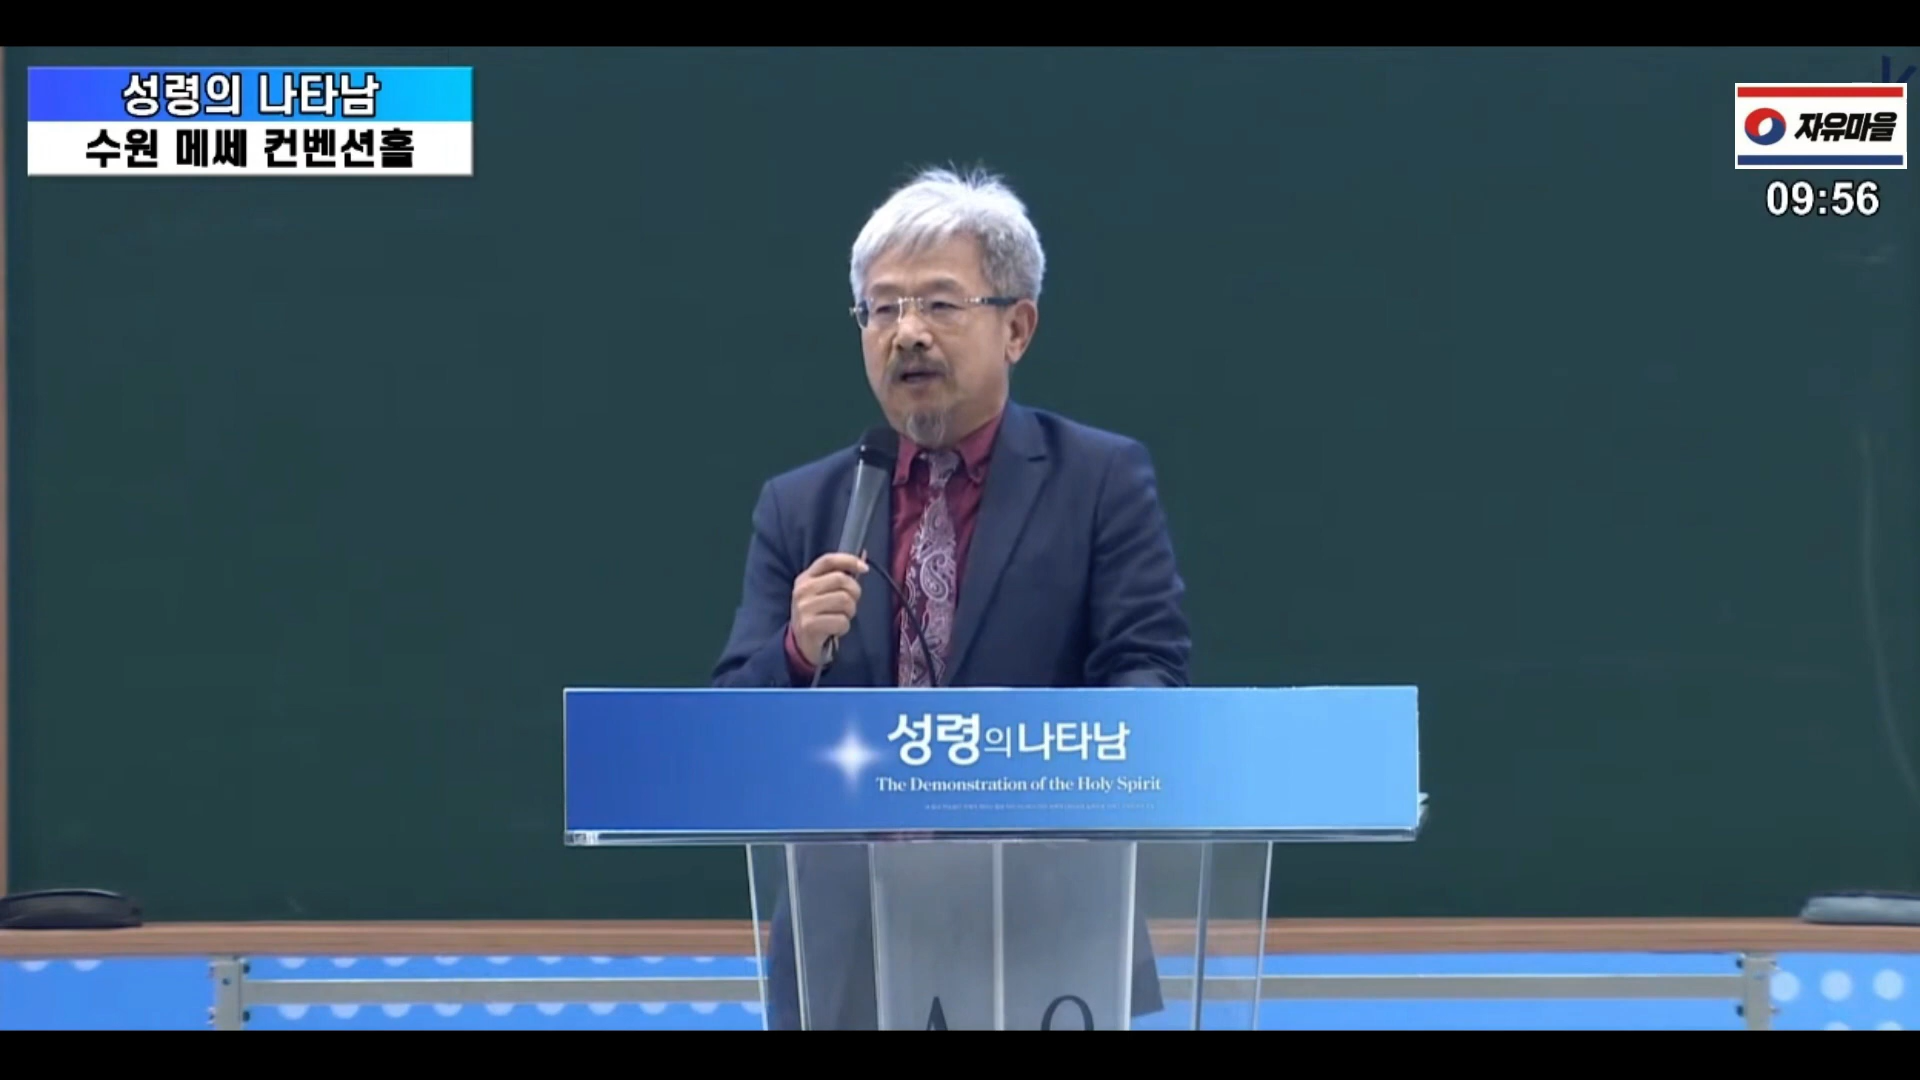 성령의 나타남
수원 메쎄 컨벤션홀
자유마을
09:56
성령의 나타남
The Demonstration of the Holy Spirit